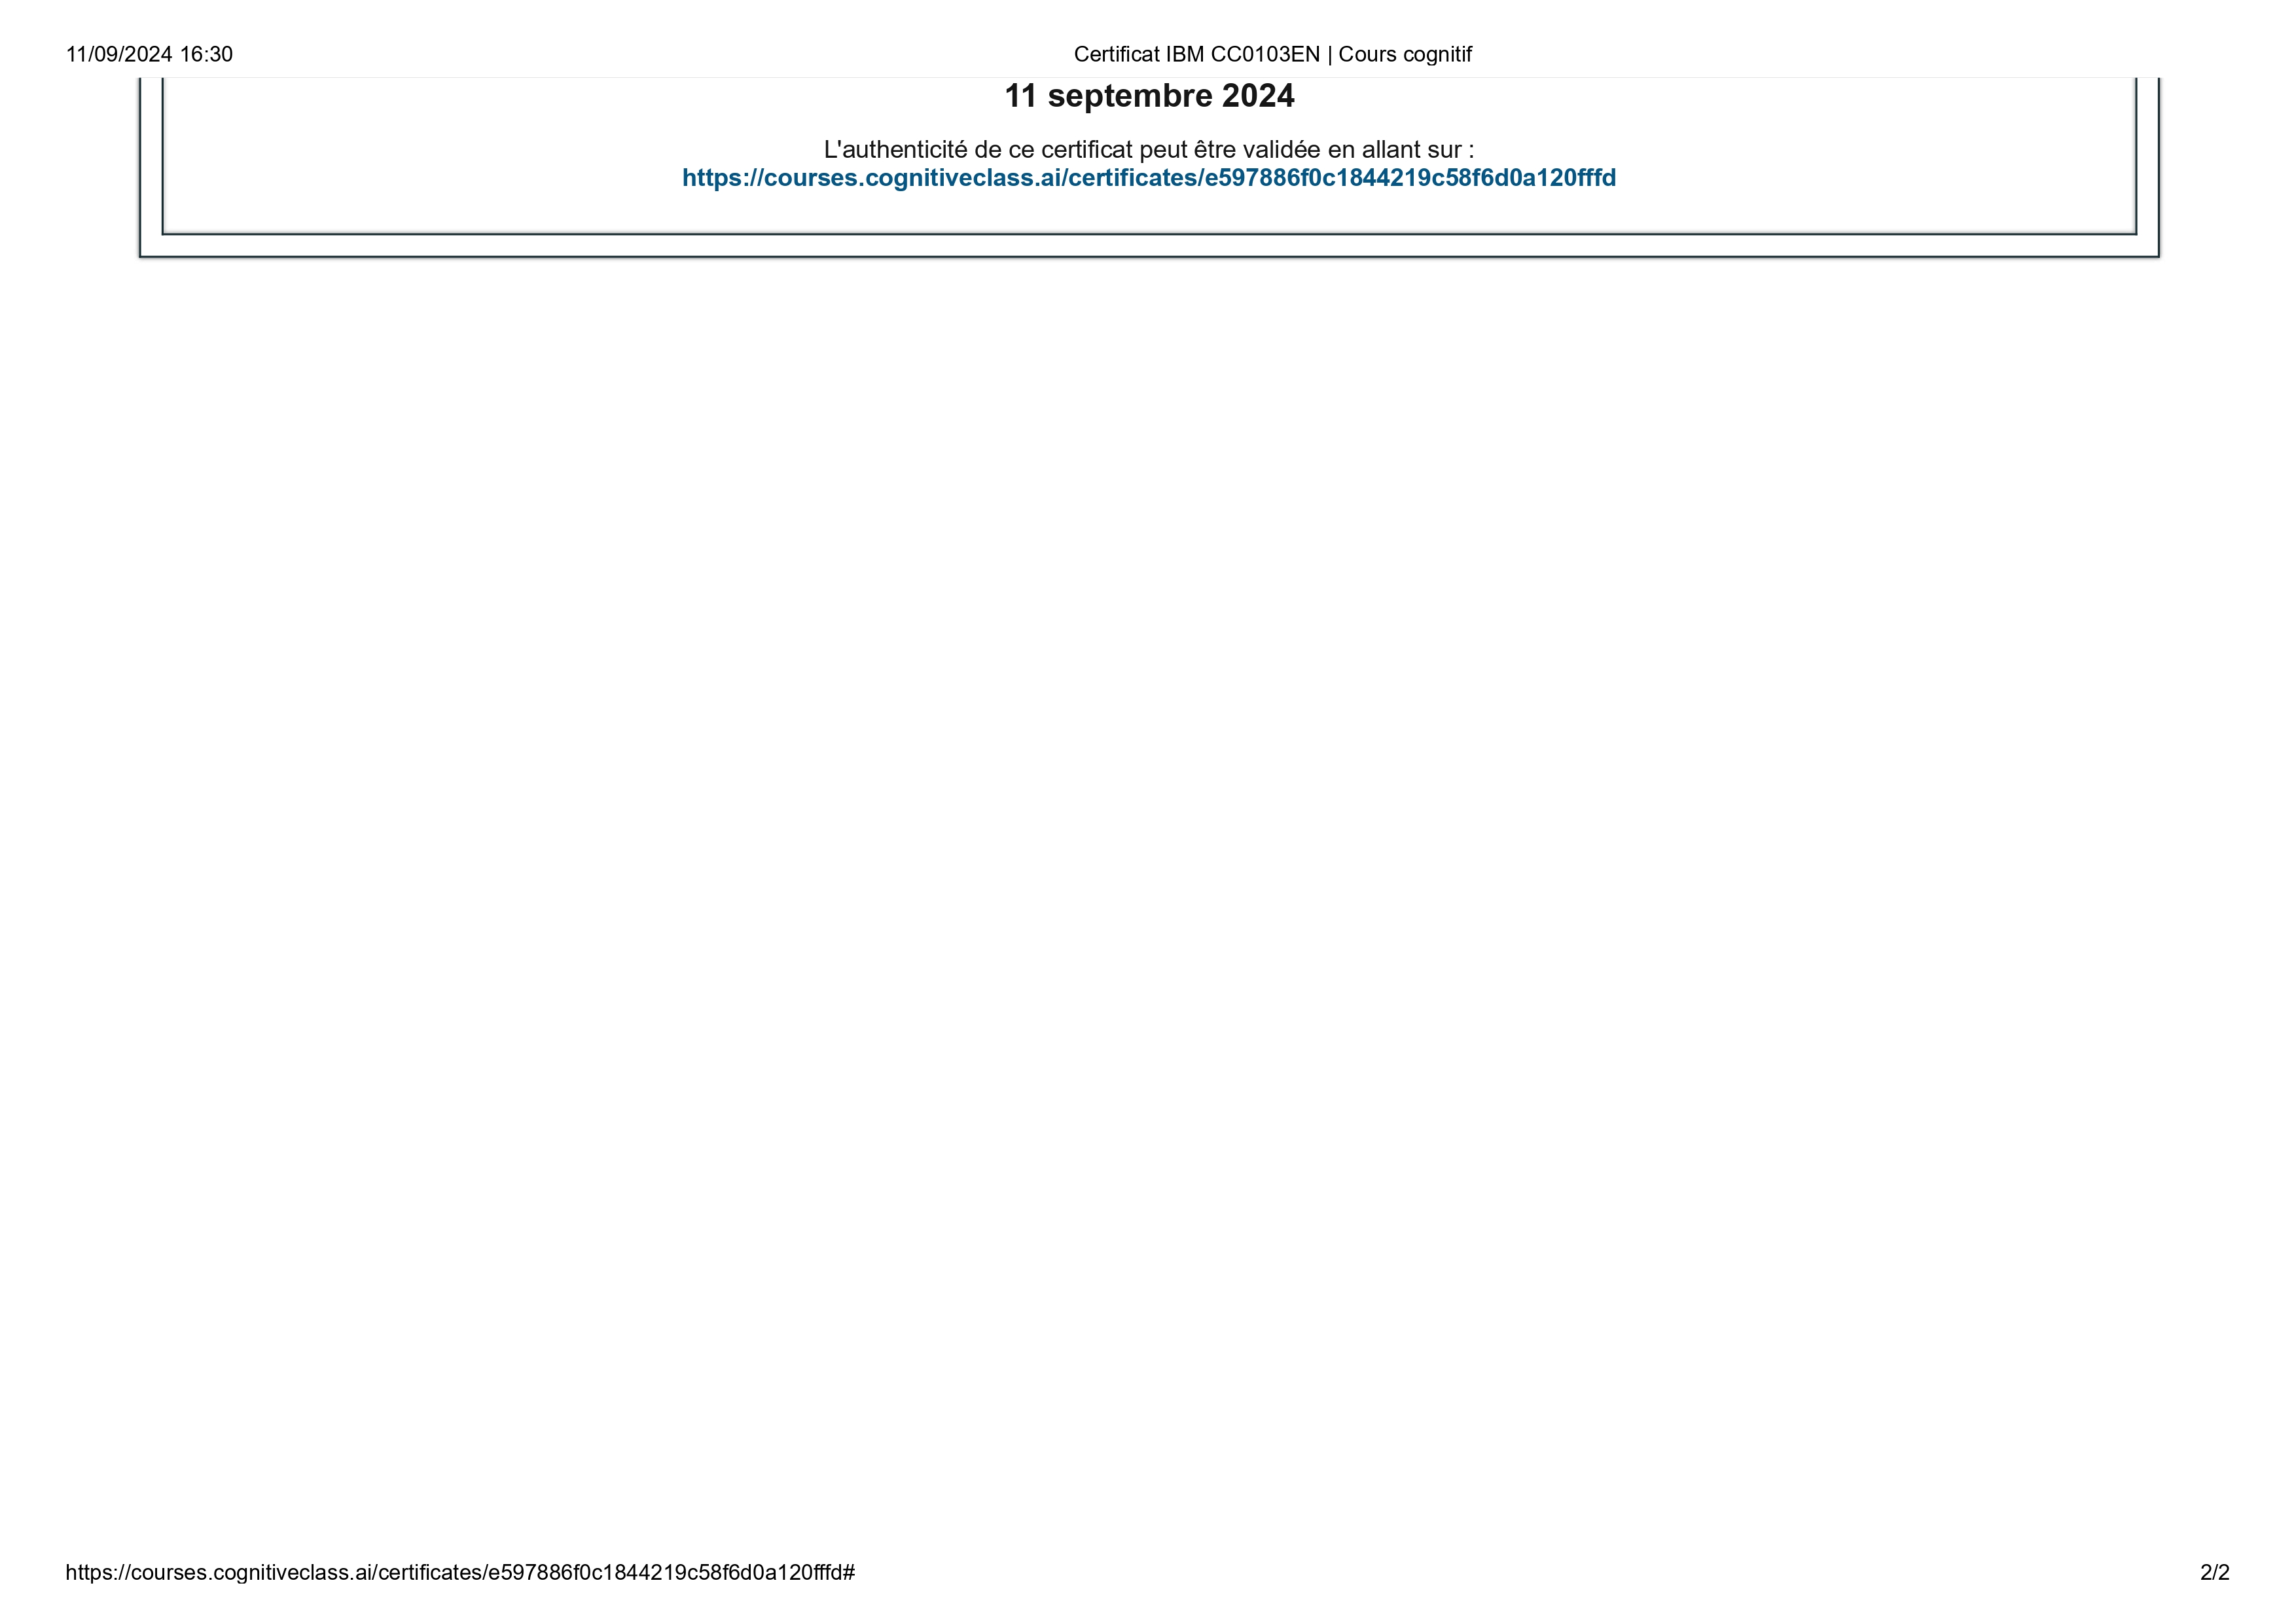 11/09/2024 16:30
Certificat IBM CC0103EN | Cours cognitif
11 septembre 2024
L'authenticité de ce certificat peut être validée en allant sur :
https://courses.cognitiveclass.ai/certificates/e597886f0c1844219c58f6d0a120fffd
https://courses.cognitiveclass.ai/certificates/e597886f0c1844219c58f6d0a120fffd#
2/2